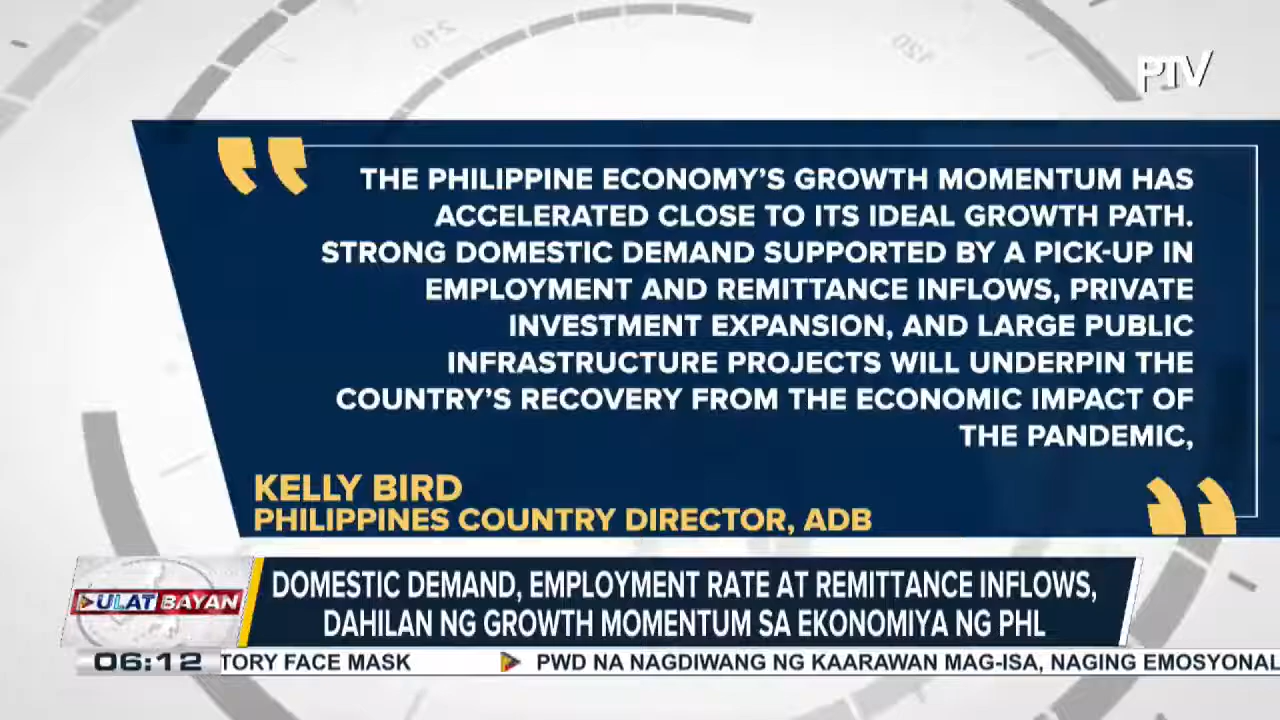 210
120
PTV
THE PHILIPPINE ECONOMY'S GROWTH MOMENTUM HAS
ACCELERATED CLOSE TO ITS IDEAL GROWTH PATH.
STRONG DOMESTIC DEMAND SUPPORTED BY A PICK-UP IN
EMPLOYMENT AND REMITTANCE INFLOWS, PRIVATE
INVESTMENT EXPANSION, AND LARGE PUBLIC
INFRASTRUCTURE PROJECTS WILL UNDERPIN THE
COUNTRY'S RECOVERY FROM THE ECONOMIC IMPACT OF
THE PANDEMIC,
KELLY BIRD
PHILIPPINES COUNTRY DIRECTOR, ADB
ULAT BAYAN
DOMESTIC DEMAND, EMPLOYMENT RATE AT REMITTANCE INFLOWS,
DAHILAN NG GROWTH MOMENTUM SA EKONOMIYA NG PHL
06:12
TORY FACE MASK
PWD NA NAGDIWANG NG KAARAWAN MAG-ISA, NAGING EMOSYONAL